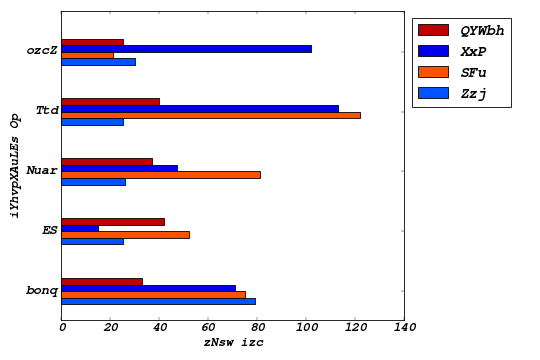 ozcZ
Ttd
Nuar
ES
bonq
iYhvpXAuLEs Op
0 20 40 60 80 100 120 140
zNsw izc
QYWbh
XxP
SFu
Zzj